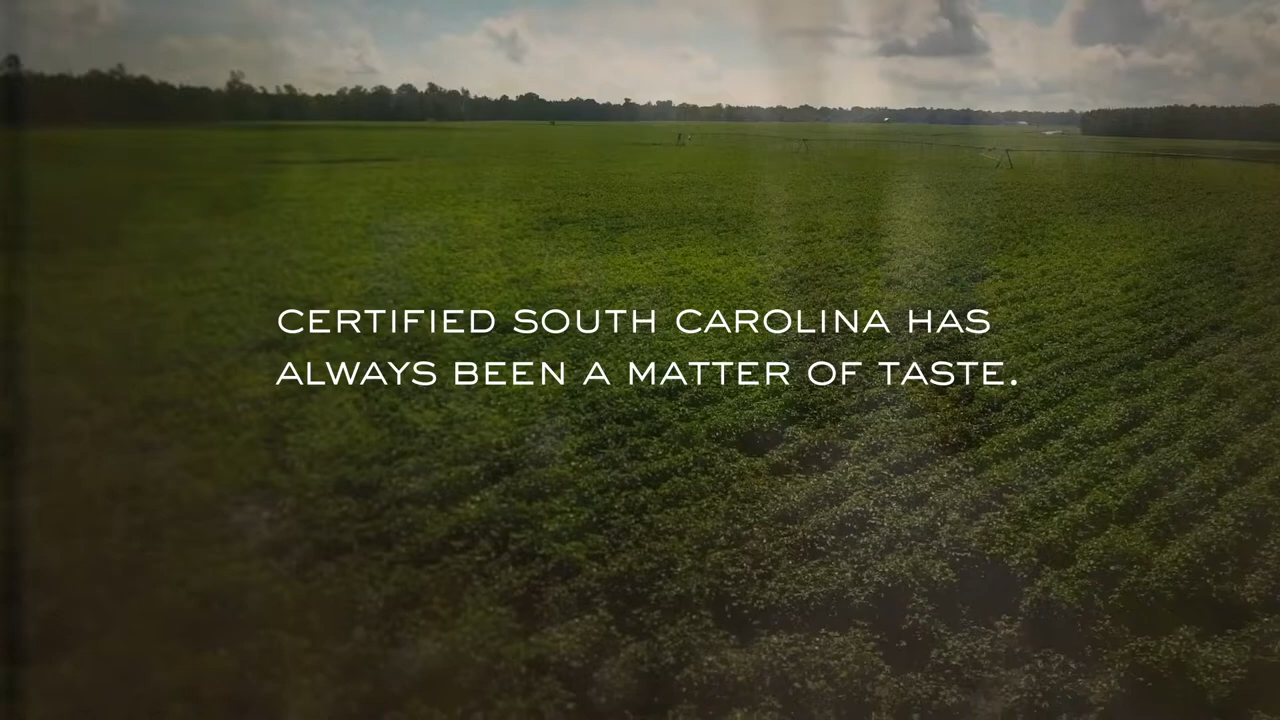 CERTIFIED SOUTH CAROLINA HAS
ALWAYS BEEN A MATTER OF TASTE.